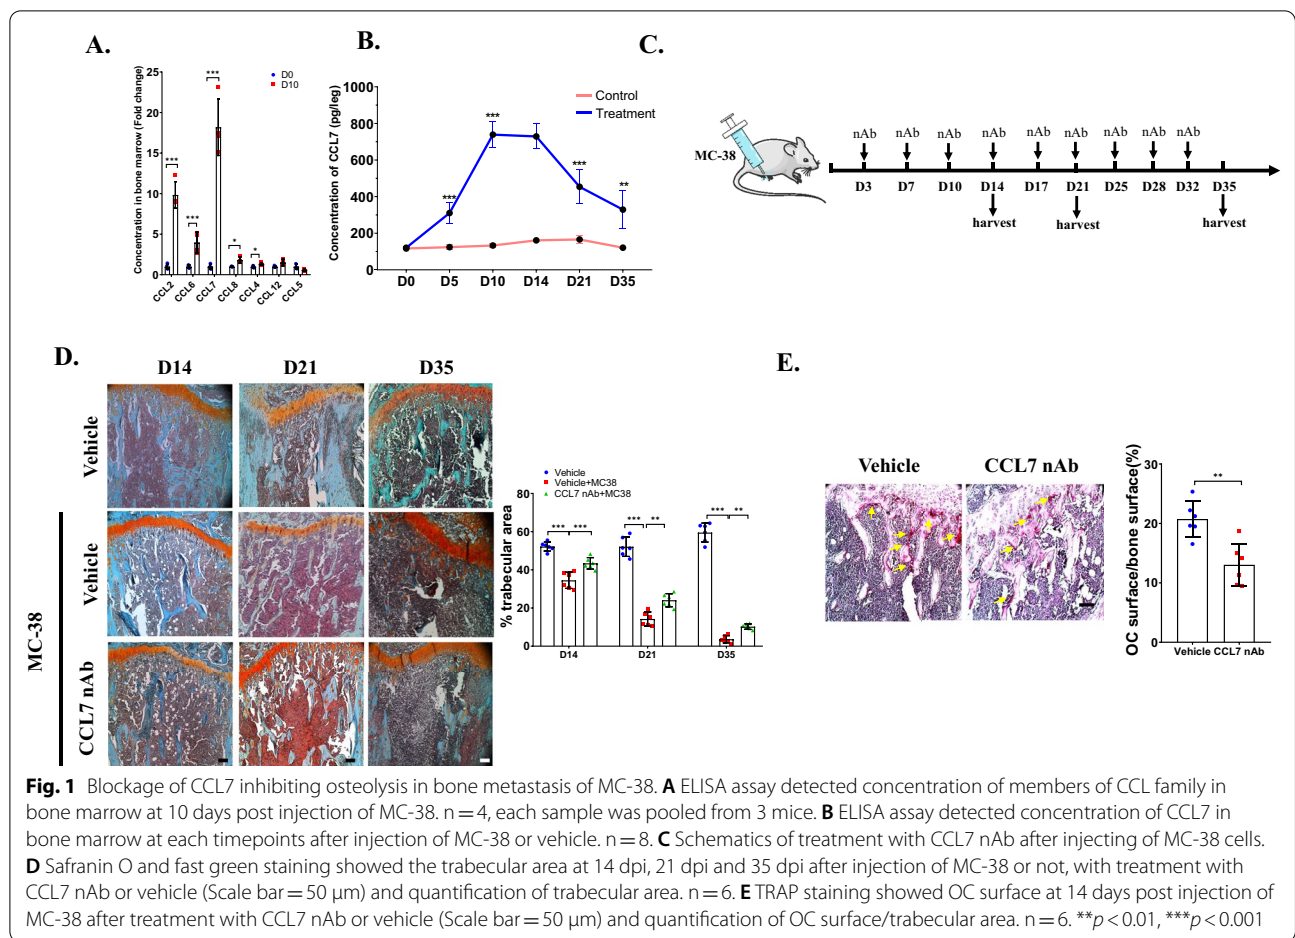 A.
Concentration in bone marrow (Fold change)
25
20
15
10
5
0
D0
D10
***
***
***
*
*
CCL2
CCL6
CCL7
CCL8
CCL4
CCL12
CCL5
B.
Concentration of CCL7 (pg/leg)
1000
800
600
400
200
0
Control
Treatment
***
***
***
**
D0 D5 D10 D14 D21 D35
C.
MC-38
nAb nAb nAb nAb nAb nAb nAb nAb nAb
D3 D7 D10 D14 D17 D21 D25 D28 D32 D35
harvest harvest harvest
D.
D14 D21 D35
Vehicle
MC-38
Vehicle
CCL7 nAb
Vehicle
Vehicle+MC38
CCL7 nAb+MC38
% trabecular area
80
60
40
20
0
*** ***
*** **
*** **
D14 D21 D35
E.
Vehicle CCL7 nAb
OC surface/bone surface(%)
30
20
10
0
**
Vehicle CCL7 nAb
Fig. 1 Blockage of CCL7 inhibiting osteolysis in bone metastasis of MC-38. A ELISA assay detected concentration of members of CCL family in
bone marrow at 10 days post injection of MC-38. n = 4, each sample was pooled from 3 mice. B ELISA assay detected concentration of CCL7 in
bone marrow at each timepoints after injection of MC-38 or vehicle. n = 8. C Schematics of treatment with CCL7 nAb after injecting of MC-38 cells.
D Safranin O and fast green staining showed the trabecular area at 14 dpi, 21 dpi and 35 dpi after injection of MC-38 or not, with treatment with
CCL7 nAb or vehicle (Scale bar = 50 μm) and quantification of trabecular area. n = 6. E TRAP staining showed OC surface at 14 days post injection of
MC-38 after treatment with CCL7 nAb or vehicle (Scale bar = 50 μm) and quantification of OC surface/trabecular area. n = 6. **p < 0.01, ***p < 0.001